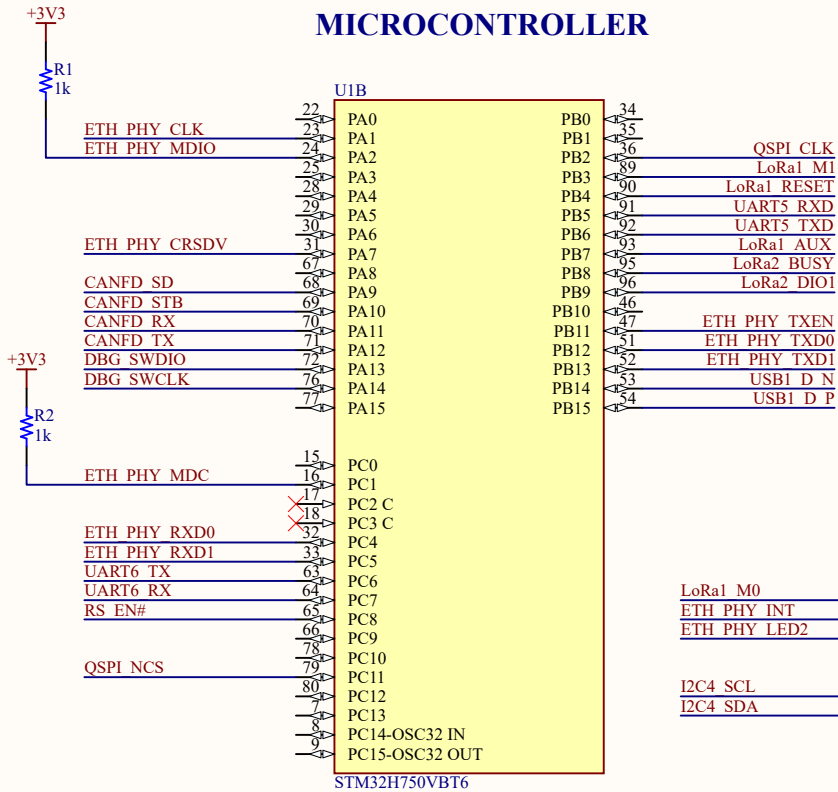 MICROCONTROLLER
+3V3
R1
1k
U1B
22 PA0 PB0 34
ETH_PHY_CLK 23 PA1 PB1 35
ETH_PHY_MDIO 24 PA2 PB2 36 QSPI_CLK
25 PA3 PB3 89 LoRa1_M1
28 PA4 PB4 90 LoRa1_RESET
29 PA5 PB5 91 UART5_RXD
30 PA6 PB6 92 UART5_TXD
ETH_PHY_CRSDV 31 PA7 PB7 93 LoRa1_AUX
67 PA8 PB8 95 LoRa2_BUSY
CANFD_SD 68 PA9 PB9 96 LoRa2_DIO1
CANFD_STB 69 PA10 PB10 46
CANFD_RX 70 PA11 PB11 47 ETH_PHY_TXEN
CANFD_TX 71 PA12 PB12 51 ETH_PHY_TXD0
DBG_SWDIO 72 PA13 PB13 52 ETH_PHY_TXD1
DBG_SWCLK 76 PA14 PB14 53 USB1_D_N
77 PA15 PB15 54 USB1_D_P
+3V3
R2
1k
15 PC0
ETH_PHY_MDC 16 PC1
17 PC2_C
18 PC3_C
ETH_PHY_RXD0 32 PC4
ETH_PHY_RXD1 33 PC5
UART6_TX 63 PC6
UART6_RX 64 PC7
RS_EN# 65 PC8
66 PC9
78 PC10
QSPI_NCS 79 PC11
80 PC12
7 PC13
8 PC14-OSC32_IN
9 PC15-OSC32_OUT
STM32H750VBT6
LoRa1_M0
ETH_PHY_INT
ETH_PHY_LED2
I2C4_SCL
I2C4_SDA